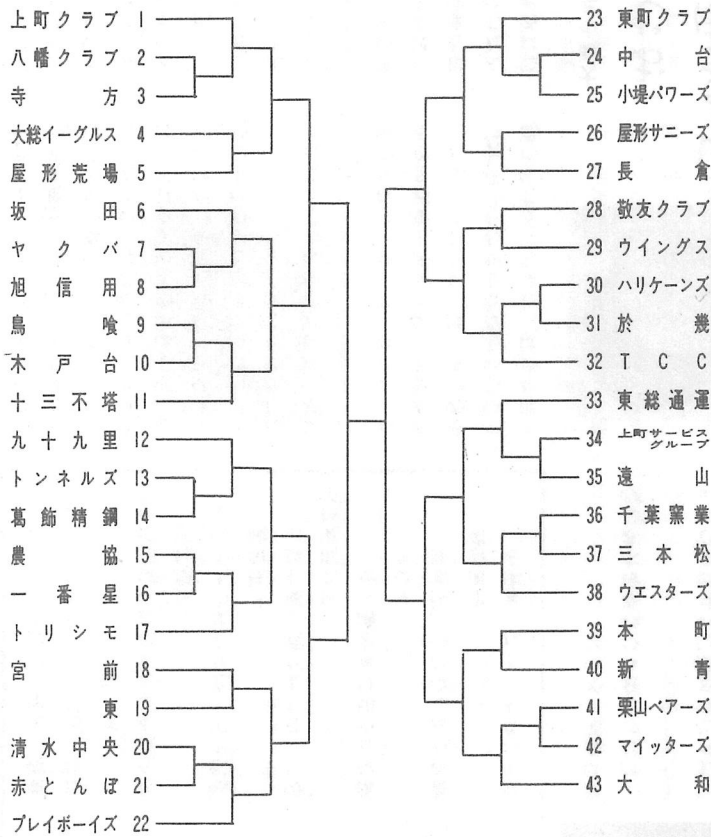 上町クラブ 1
八幡クラブ 2
寺方 3
大総イーグルス 4
屋形荒場 5
坂田 6
ヤクバ 7
旭信用 8
鳥喰 9
木戸台 10
十三不塔 11
九十九里 12
トンネルズ 13
葛飾精鋼 14
農協 15
一番星 16
トリシモ 17
宮前 18
東 19
清水中央 20
赤とんぼ 21
プレイボーイズ 22
23 東町クラブ
24 中台
25 小堤パワーズ
26 屋形サニーズ
27 長倉
28 敬友クラブ
29 ウイングス
30 ハリケーンズ
31 於幾
32 TCC
33 東総通運
34 上町サービスグループ
35 遠山
36 千葉窯業
37 三本松
38 ウエスターズ
39 本町
40 新青
41 栗山ベアーズ
42 マイッターズ
43 大和